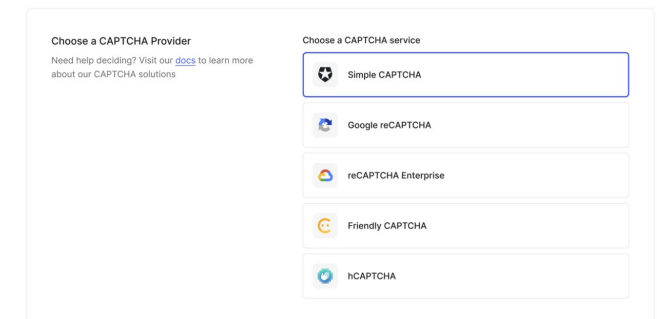 Choose a CAPTCHA Provider
Need help deciding? Visit our docs to learn more
about our CAPTCHA solutions
Choose a CAPTCHA service
Simple CAPTCHA
Google reCAPTCHA
reCAPTCHA Enterprise
Friendly CAPTCHA
hCAPTCHA